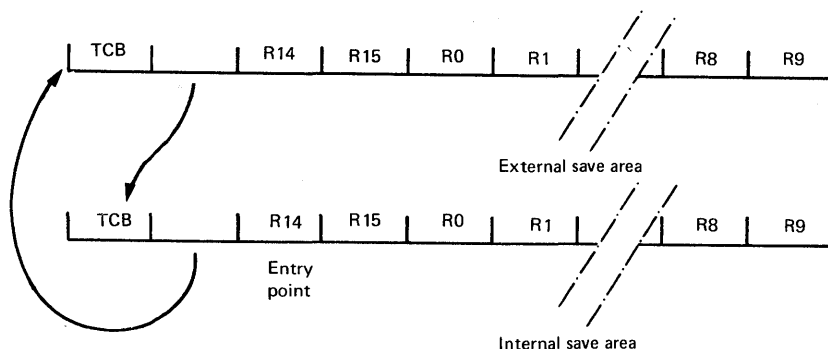 TCB R14 R15 R0 R1 R8 R9
External save area
TCB R14 R15 R0 R1 R8 R9
Entry
point
Internal save area